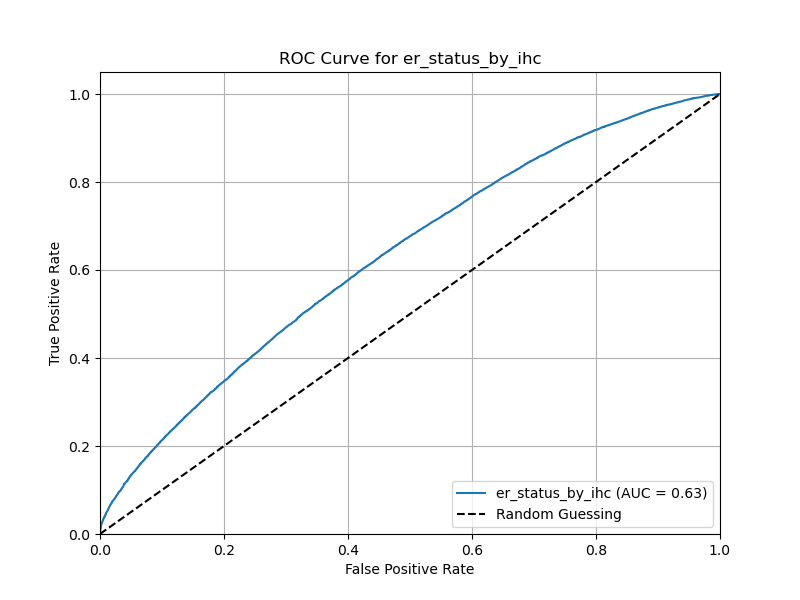 ROC Curve for er_status_by_ihc
True Positive Rate
1.0
0.8
0.6
0.4
0.2
0.0
0.0 0.2 0.4 0.6 0.8 1.0
False Positive Rate
er_status_by_ihc (AUC = 0.63)
Random Guessing